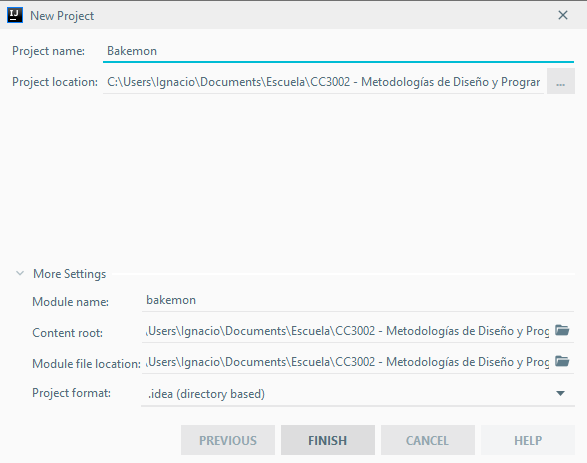 IJ New Project
Project name: Bakemon
Project location: C:\Users\Ignacio\Documents\Escuela\CC3002 - Metodologías de Diseño y Prograr ...
More Settings
Module name: bakemon
Content root: .\Users\Ignacio\Documents\Escuela\CC3002 - Metodologías de Diseño y Prog
Module file location: .\Users\Ignacio\Documents\Escuela\CC3002 - Metodologías de Diseño y Prog
Project format: .idea (directory based)
PREVIOUS FINISH CANCEL HELP